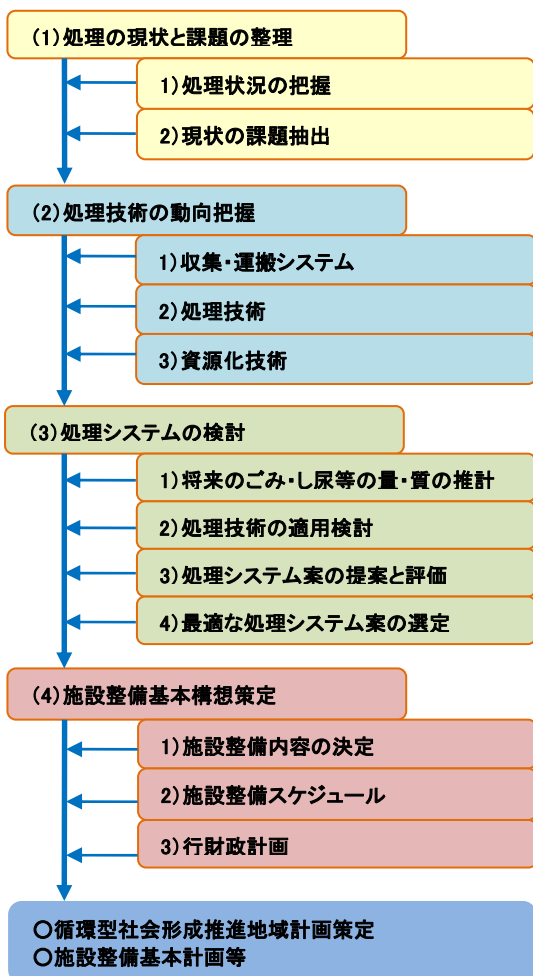 (1)処理の現状と課題の整理
1)処理状況の把握
2)現状の課題抽出
(2)処理技術の動向把握
1)収集・運搬システム
2)処理技術
3)資源化技術
(3)処理システムの検討
1)将来のごみ・し尿等の量・質の推計
2)処理技術の適用検討
3)処理システム案の提案と評価
4)最適な処理システム案の選定
(4)施設整備基本構想策定
1)施設整備内容の決定
2)施設整備スケジュール
3)行財政計画
○循環型社会形成推進地域計画策定
○施設整備基本計画等